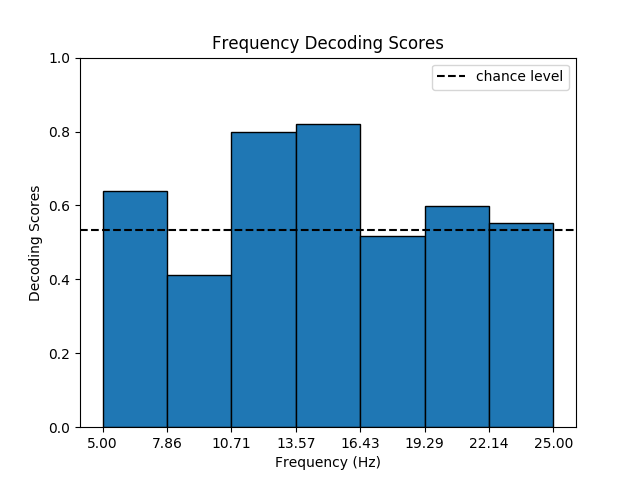 Frequency Decoding Scores
chance level
Decoding Scores
1.0
0.8
0.6
0.4
0.2
0.0
5.00 7.86 10.71 13.57 16.43 19.29 22.14 25.00
Frequency (Hz)